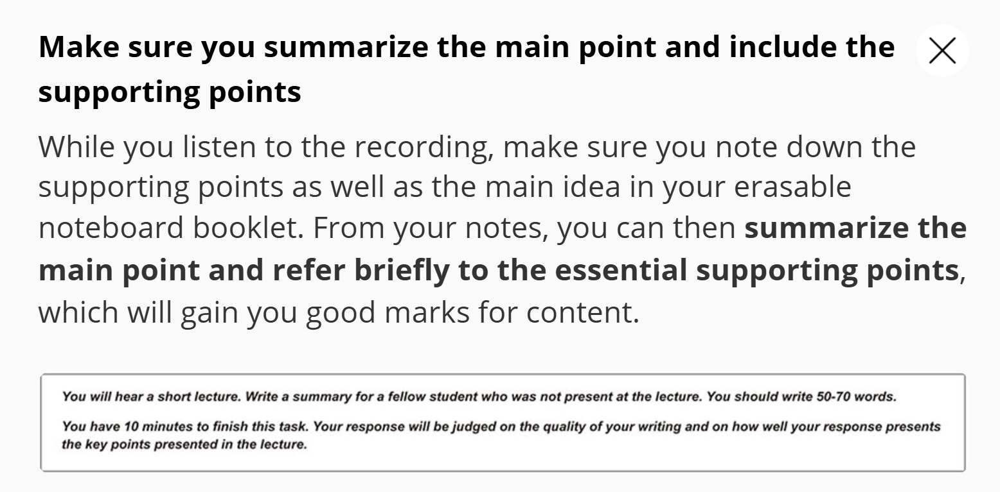 Make sure you summarize the main point and include the
supporting points
While you listen to the recording, make sure you note down the
supporting points as well as the main idea in your erasable
noteboard booklet. From your notes, you can then summarize the
main point and refer briefly to the essential supporting points,
which will gain you good marks for content.
You will hear a short lecture. Write a summary for a fellow student who was not present at the lecture. You should write 50-70 words.
You have 10 minutes to finish this task. Your response will be judged on the quality of your writing and on how well your response presents
the key points presented in the lecture.